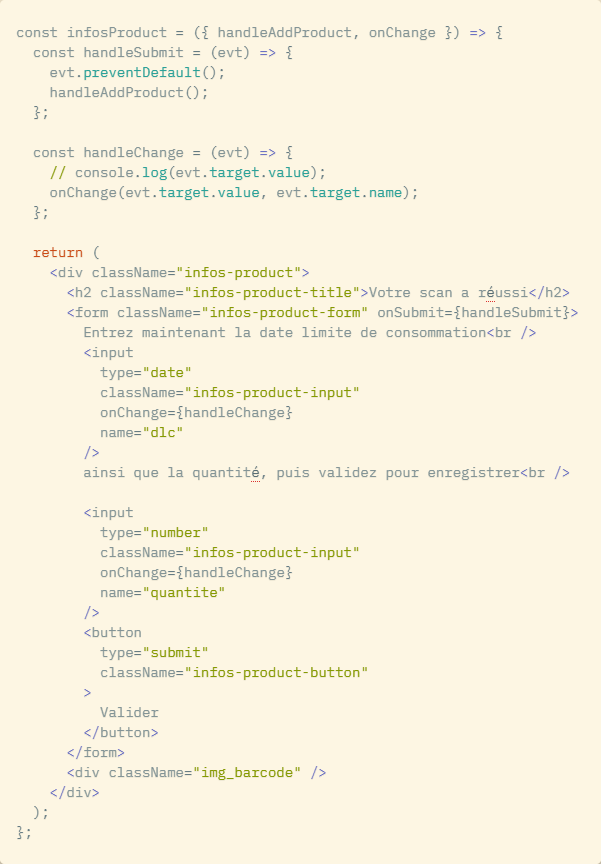 const infosProduct = ({ handleAddProduct, onChange }) => {
  const handleSubmit = (evt) => {
    evt.preventDefault();
    handleAddProduct();
  };

  const handleChange = (evt) => {
    // console.log(evt.target.value);
    onChange(evt.target.value, evt.target.name);
  };

  return (
    <div className="infos-product">
      <h2 className="infos-product-title">Votre scan a réussi</h2>
      <form className="infos-product-form" onSubmit={handleSubmit}>
        Entrez maintenant la date limite de consommation<br />
        <input
          type="date"
          className="infos-product-input"
          onChange={handleChange}
          name="dlc"
        />
        ainsi que la quantité, puis validez pour enregistrer<br />

        <input
          type="number"
          className="infos-product-input"
          onChange={handleChange}
          name="quantite"
        />
        <button
          type="submit"
          className="infos-product-button"
        >
          Valider
        </button>
      </form>
      <div className="img_barcode" />
    </div>
  );
};